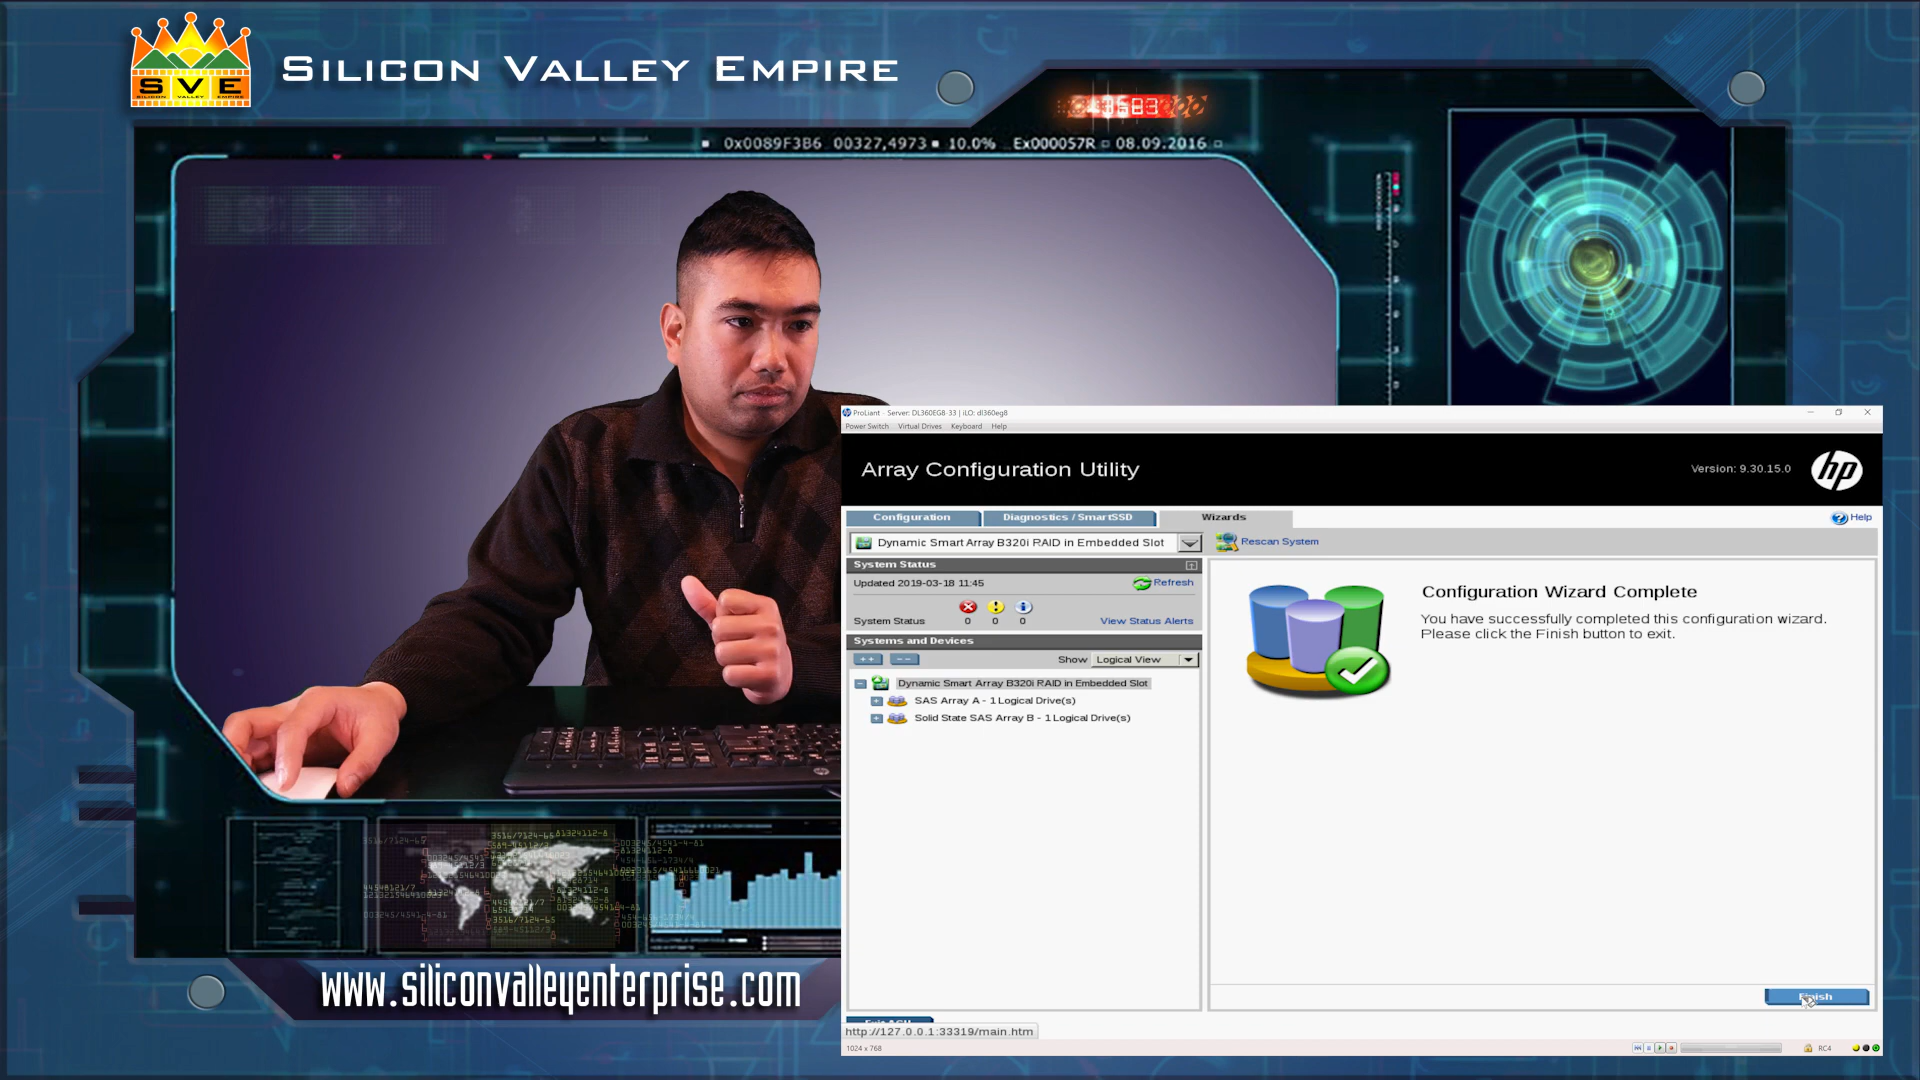 SVE
SILICON VALLEY EMPIRE
SILICON VALLEY EMPIRE
0x0089F3B6 00327,4973 10.0% Ex000057R 08.09.2016
ProLiant - Server: DL360EG8-33 | iLO: dl360eg8
Power Switch Virtual Drives Keyboard Help
Array Configuration Utility
Version: 9.30.15.0
hp
Configuration Diagnostics / SmartSSD Wizards
Help
Dynamic Smart Array B320i RAID in Embedded Slot
Rescan System
System Status
Updated 2019-03-18 11:45
Refresh
System Status 0 0 0 View Status Alerts
Systems and Devices
Show Logical View
Dynamic Smart Array B320i RAID in Embedded Slot
SAS Array A - 1 Logical Drive(s)
Solid State SAS Array B - 1 Logical Drive(s)
Configuration Wizard Complete
You have successfully completed this configuration wizard.
Please click the Finish button to exit.
Finish
http://127.0.0.1:33319/main.htm
1024 x 768
RC4
www.siliconvalleyenterprise.com